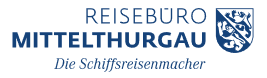 REISEBÜRO
MITTELTHURGAU
Die Schiffsreisenmacher